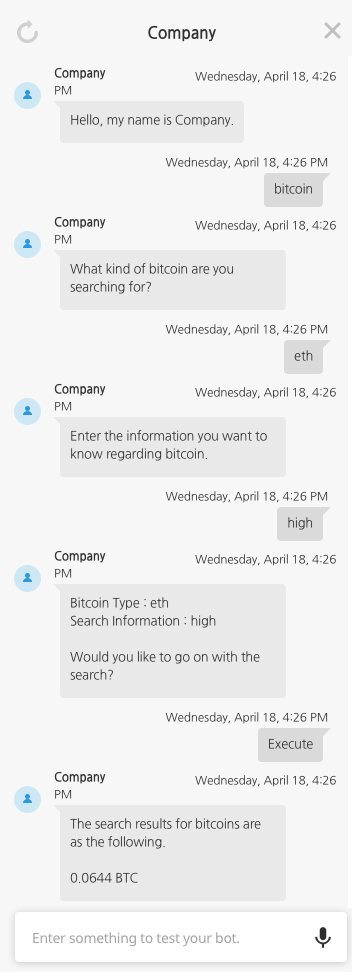 Company
Company
Wednesday, April 18, 4:26
PM
Hello, my name is Company.
Wednesday, April 18, 4:26 PM
bitcoin
Company
Wednesday, April 18, 4:26
PM
What kind of bitcoin are you
searching for?
Wednesday, April 18, 4:26 PM
eth
Company
Wednesday, April 18, 4:26
PM
Enter the information you want to
know regarding bitcoin.
Wednesday, April 18, 4:26 PM
high
Company
Wednesday, April 18, 4:26
PM
Bitcoin Type : eth
Search Information : high
Would you like to go on with the
search?
Wednesday, April 18, 4:26 PM
Execute
Company
Wednesday, April 18, 4:26
PM
The search results for bitcoins are
as the following.
0.0644 BTC
Enter something to test your bot.